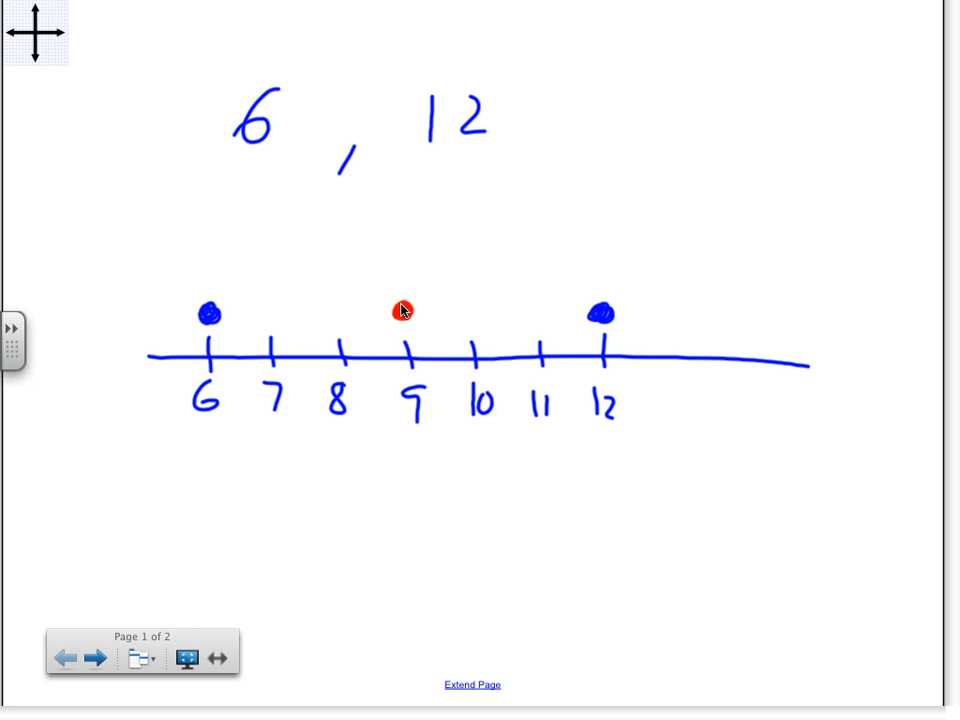 6 , 12
6 7 8 9 10 11 12
Page 1 of 2
Extend Page